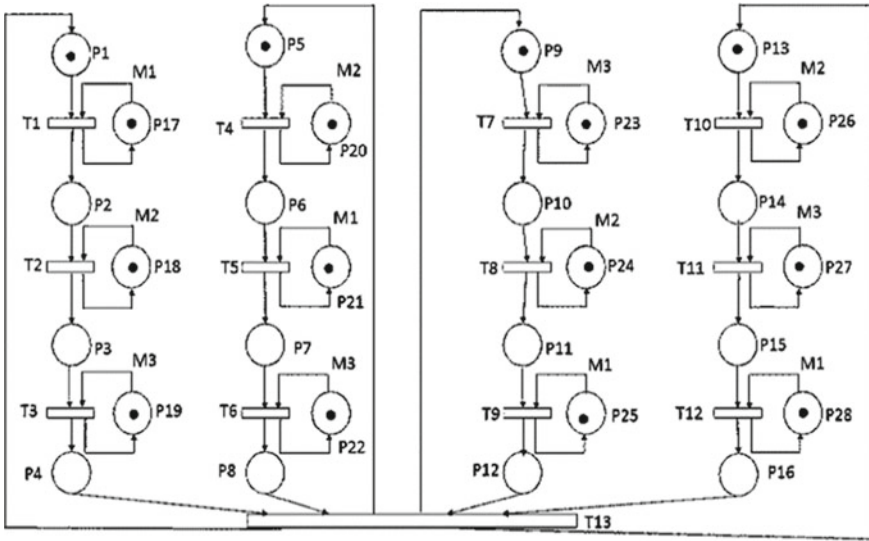 P1 P5 P9 P13
M1 M2 M3 M2
T1 P17 T4 P20 T7 P23 T10 P26
P2 P6 P10 P14
M2 M1 M2 M3
T2 P18 T5 P21 T8 P24 T11 P27
P3 P7 P11 P15
M3 M3 M1 M1
T3 P19 T6 P22 T9 P25 T12 P28
P4 P8 P12 P16
T13